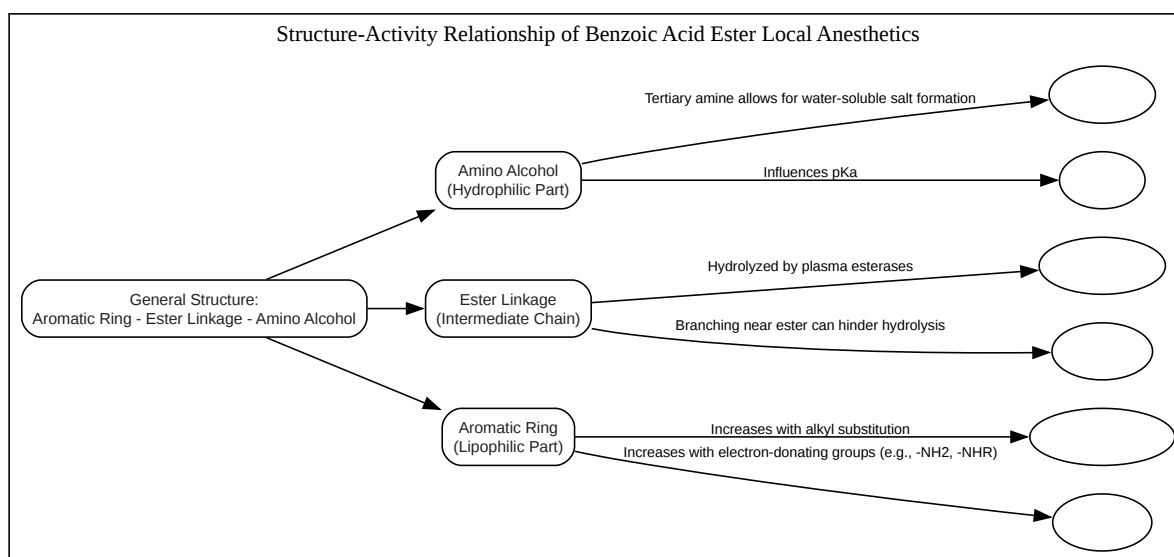 Structure-Activity Relationship of Benzoic Acid Ester Local Anesthetics
Tertiary amine allows for water-soluble salt formation
Amino Alcohol
(Hydrophilic Part)
Influences pKa
Hydrolyzed by plasma esterases
General Structure:
Aromatic Ring - Ester Linkage - Amino Alcohol
Ester Linkage
(Intermediate Chain)
Branching near ester can hinder hydrolysis
Aromatic Ring
(Lipophilic Part)
Increases with alkyl substitution
Increases with electron-donating groups (e.g., -NH2, -NHR)